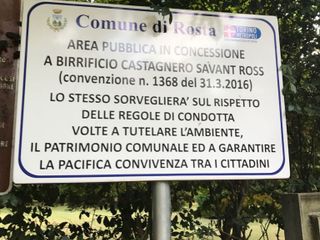 Comune di Rosta
TORINO
METROPOLI
AREA PUBBLICA IN CONCESSIONE
A BIRRIFICIO CASTAGNERO SAVANT ROSS
(convenzione n. 1368 del 31.3.2016)
LO STESSO SORVEGLIERA' SUL RISPETTO
DELLE REGOLE DI CONDOTTA
VOLTE A TUTELARE L'AMBIENTE,
IL PATRIMONIO COMUNALE ED A GARANTIRE
LA PACIFICA CONVIVENZA TRA I CITTADINI